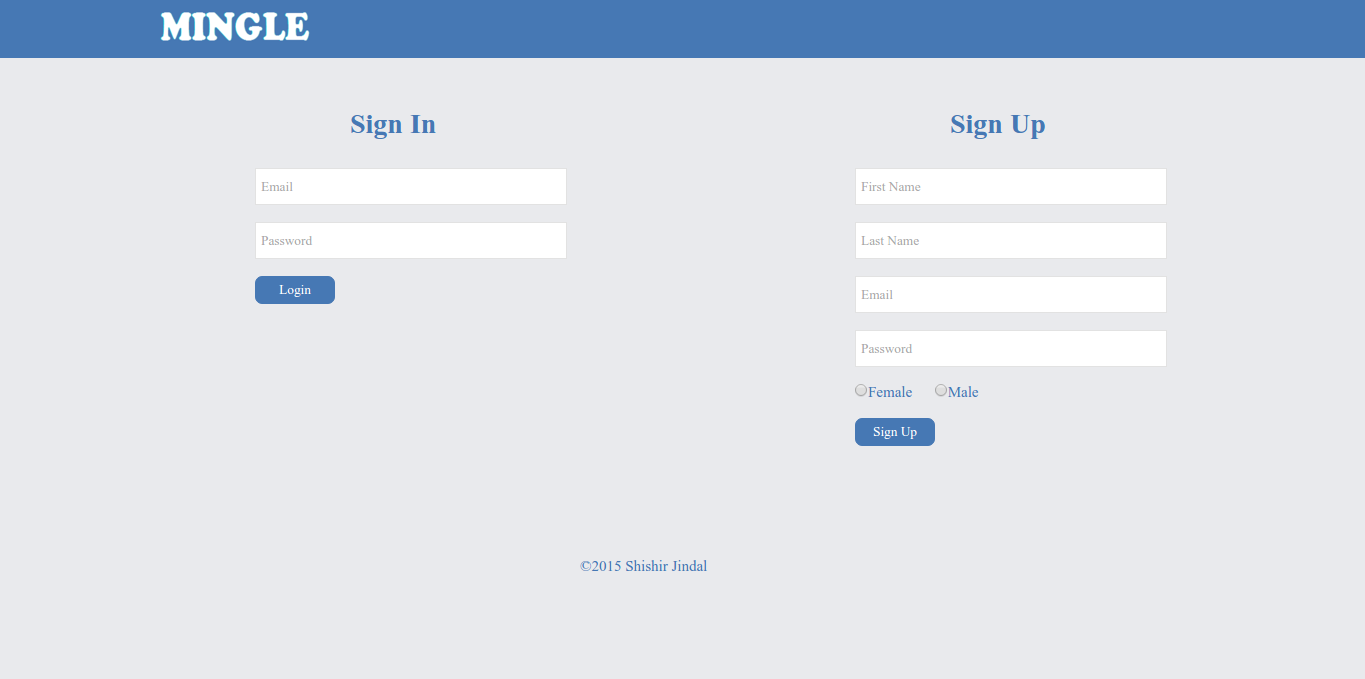 MINGLE
Sign In
Email
Password
Login
Sign Up
First Name
Last Name
Email
Password
Female Male
Sign Up
©2015 Shishir Jindal